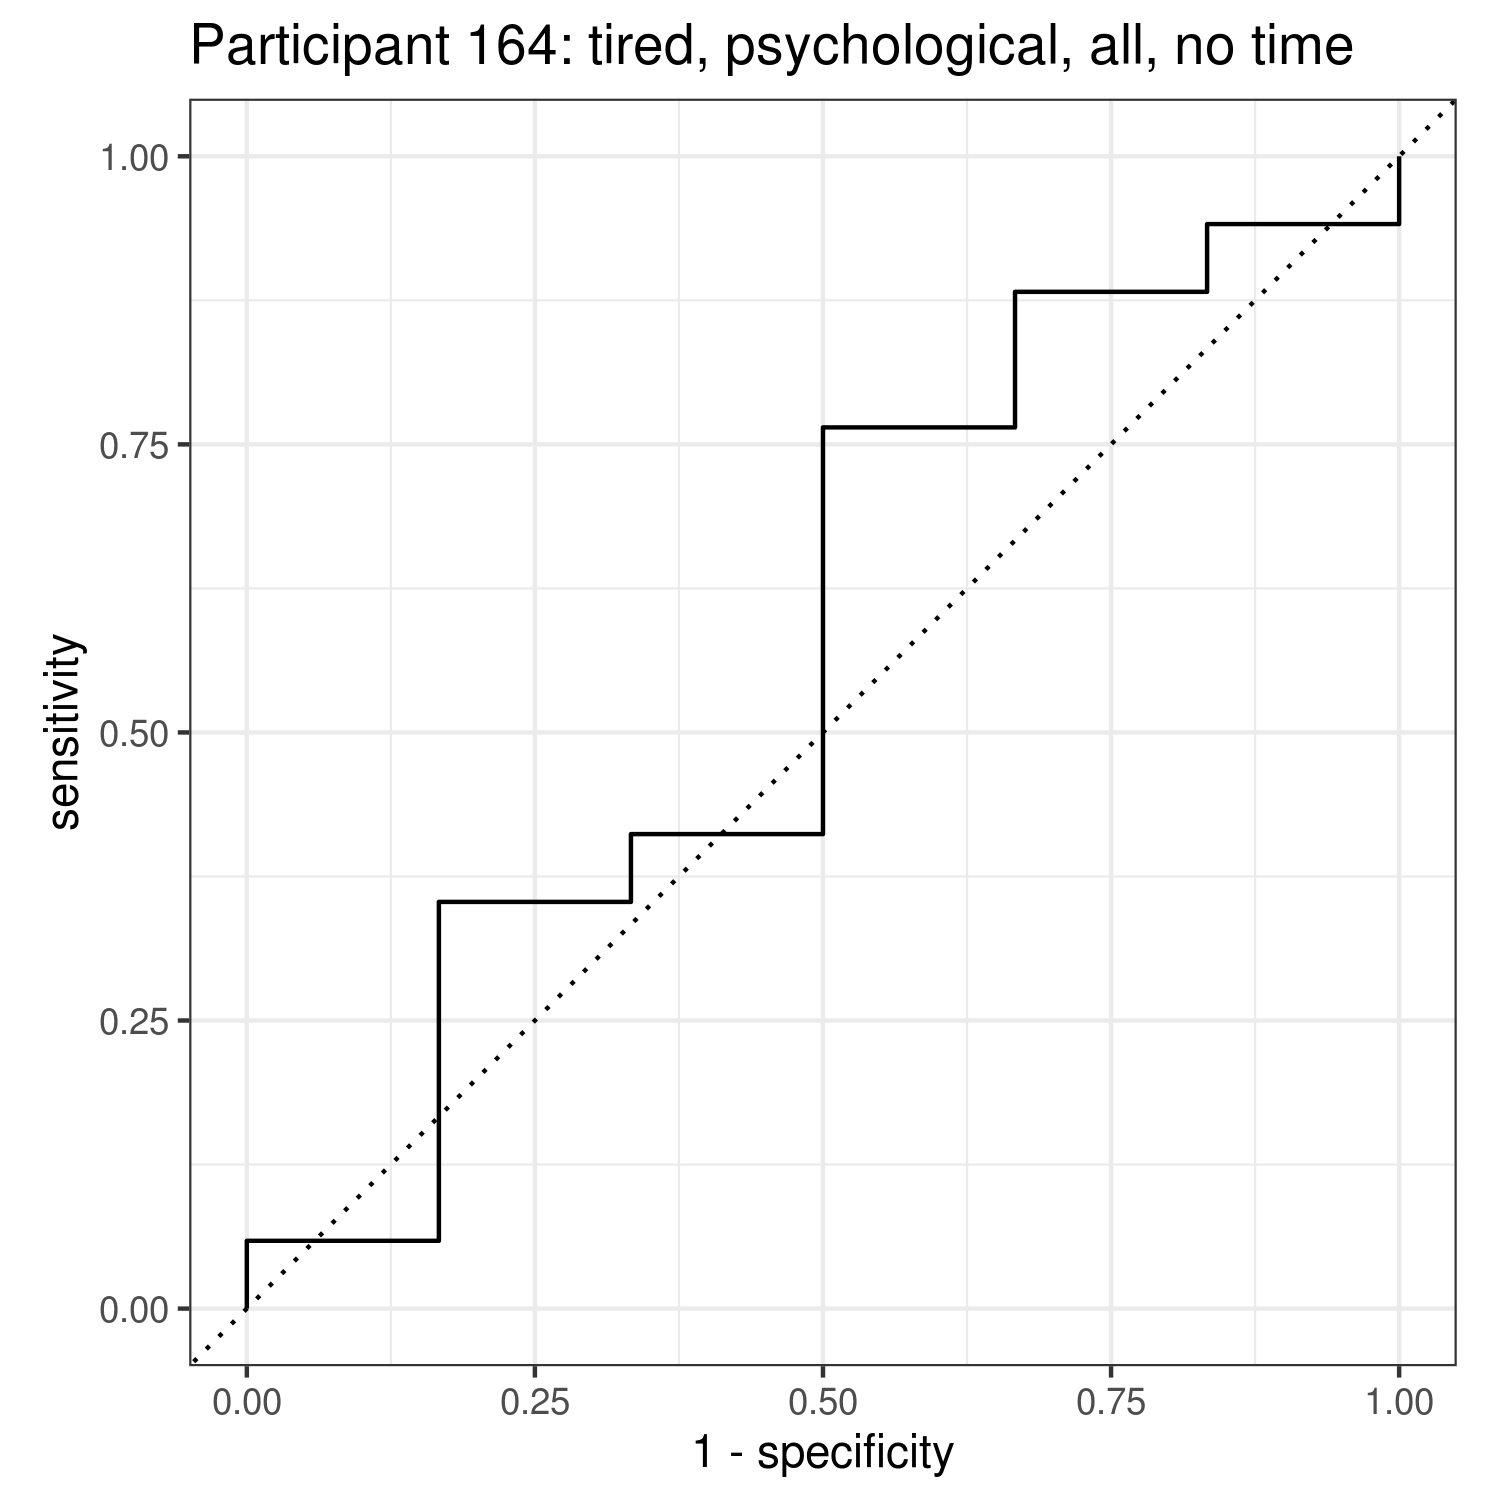 Participant 164: tired, psychological, all, no time
1.00
0.75
0.50
0.25
0.00
sensitivity
0.00 0.25 0.50 0.75 1.00
1 - specificity